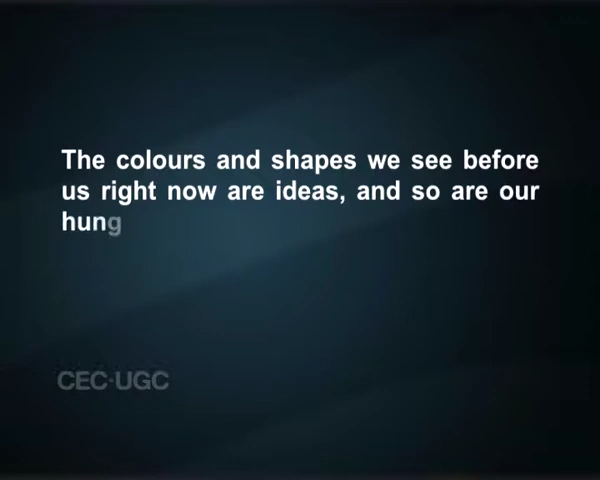 The colours and shapes we see before
us right now are ideas, and so are our
hung
CEC-UGC